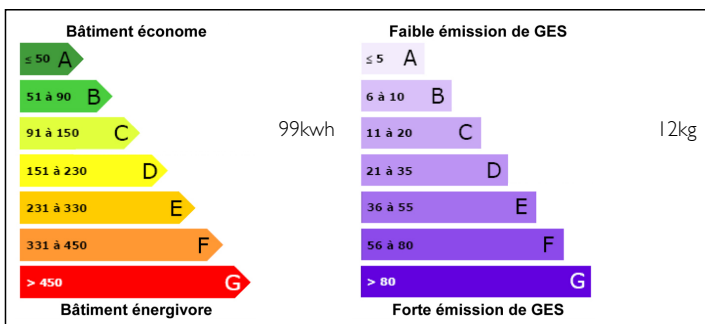 Bâtiment économe
≤ 50 A
51 à 90 B
91 à 150 C
151 à 230 D
231 à 330 E
331 à 450 F
> 450 G
Bâtiment énergivore
99kwh
Faible émission de GES
≤ 5 A
6 à 10 B
11 à 20 C
21 à 35 D
36 à 55 E
56 à 80 F
> 80 G
Forte émission de GES
12kg